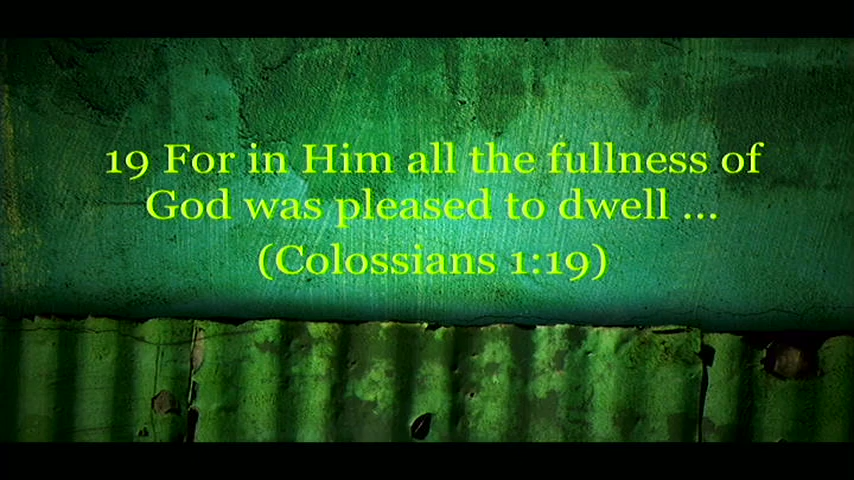 19 For in Him all the fullness of
God was pleased to dwell ...
(Colossians 1:19)